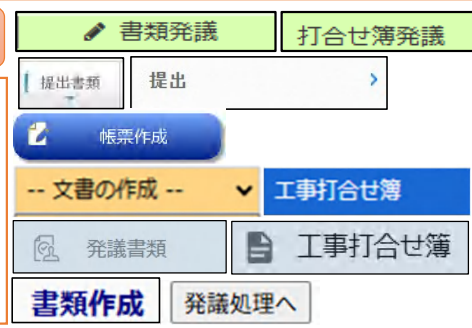 書類発議 打合せ簿発議
提出書類 提出
帳票作成
-- 文書の作成 -- 工事打合せ簿
発議書類 工事打合せ簿
書類作成 発議処理へ